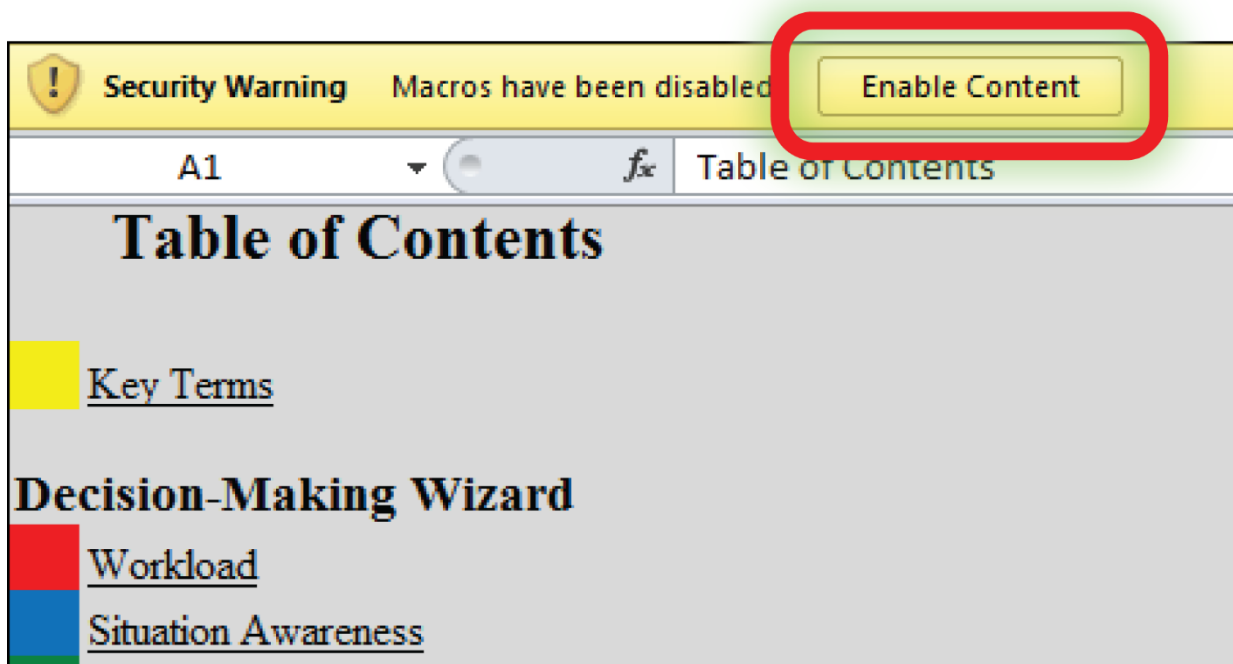 Security Warning Macros have been disabled Enable Content
A1 fx Table of Contents
Table of Contents
Key Terms
Decision-Making Wizard
Workload
Situation Awareness